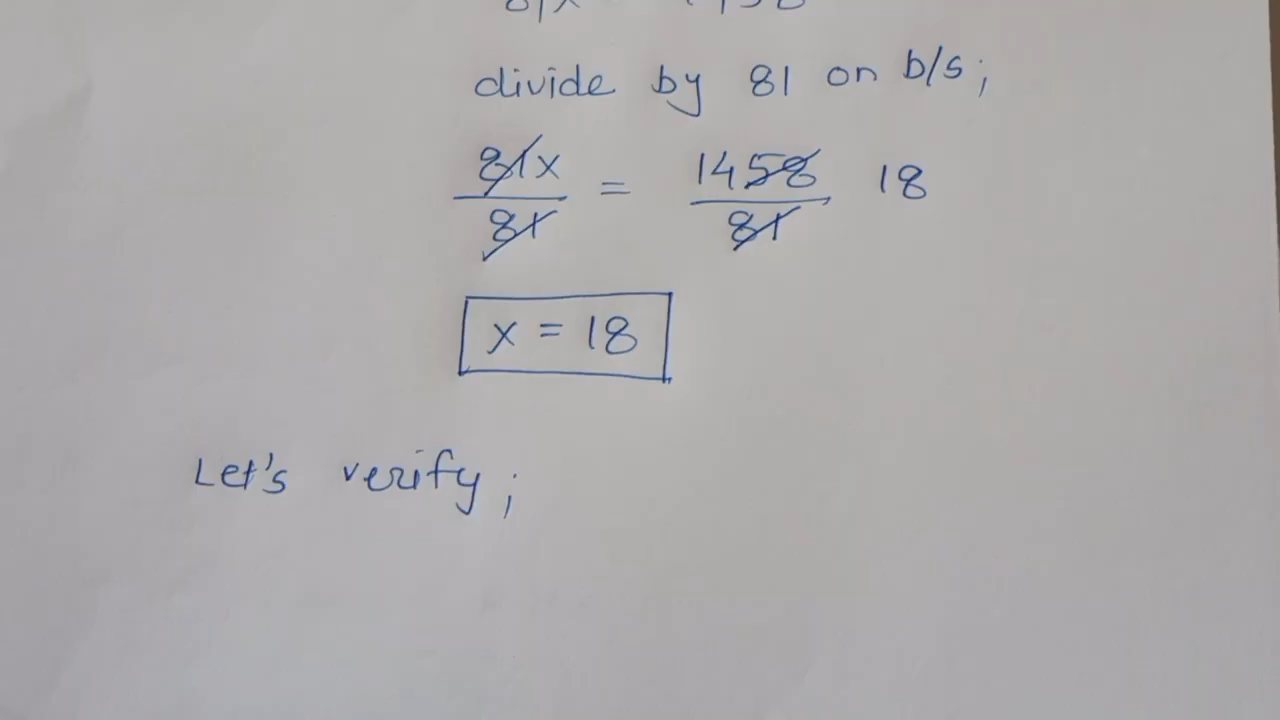 divide by 81 on b/s;
81x/81 = 1458/81 18
x = 18
Let's verify;